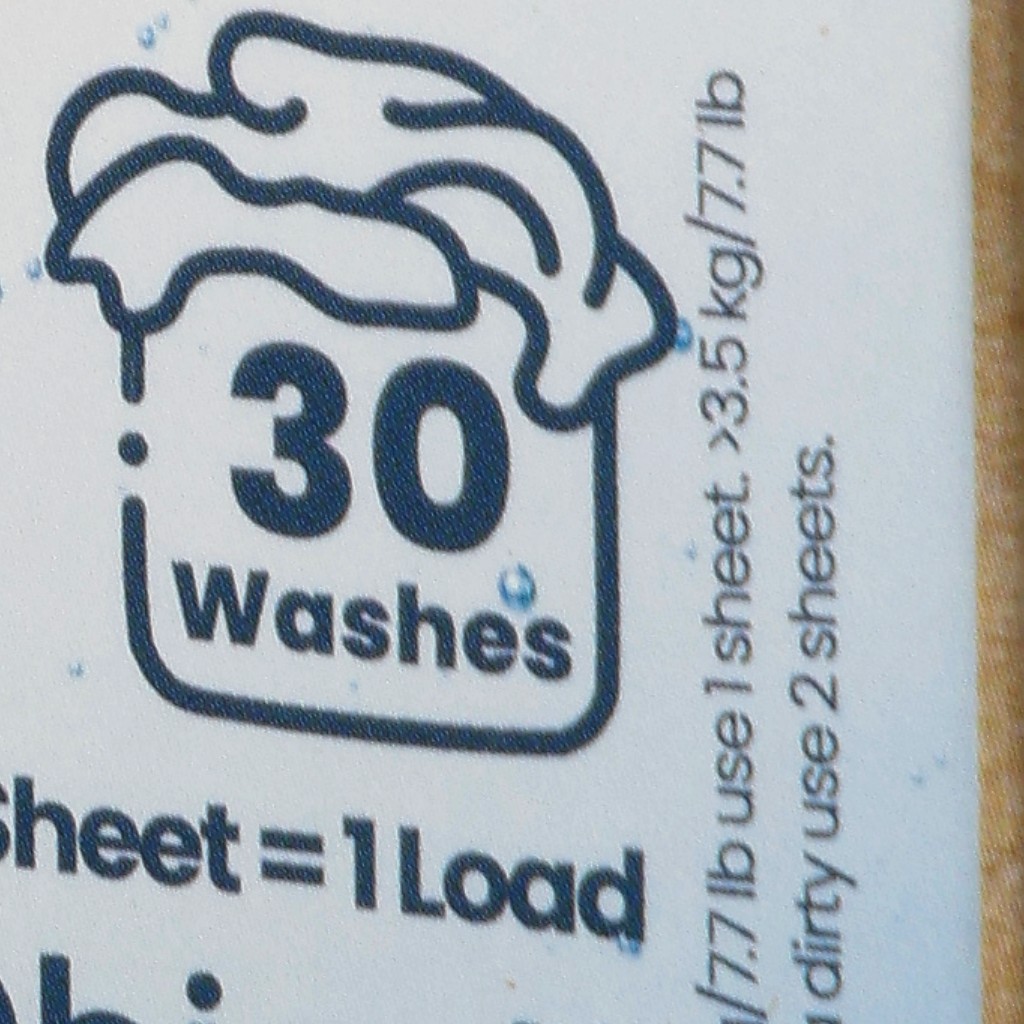 30
Washes
Sheet = 1 Load
/7.7 lb use 1 sheet. >3.5 kg/7.7 lb
dirty use 2 sheets.